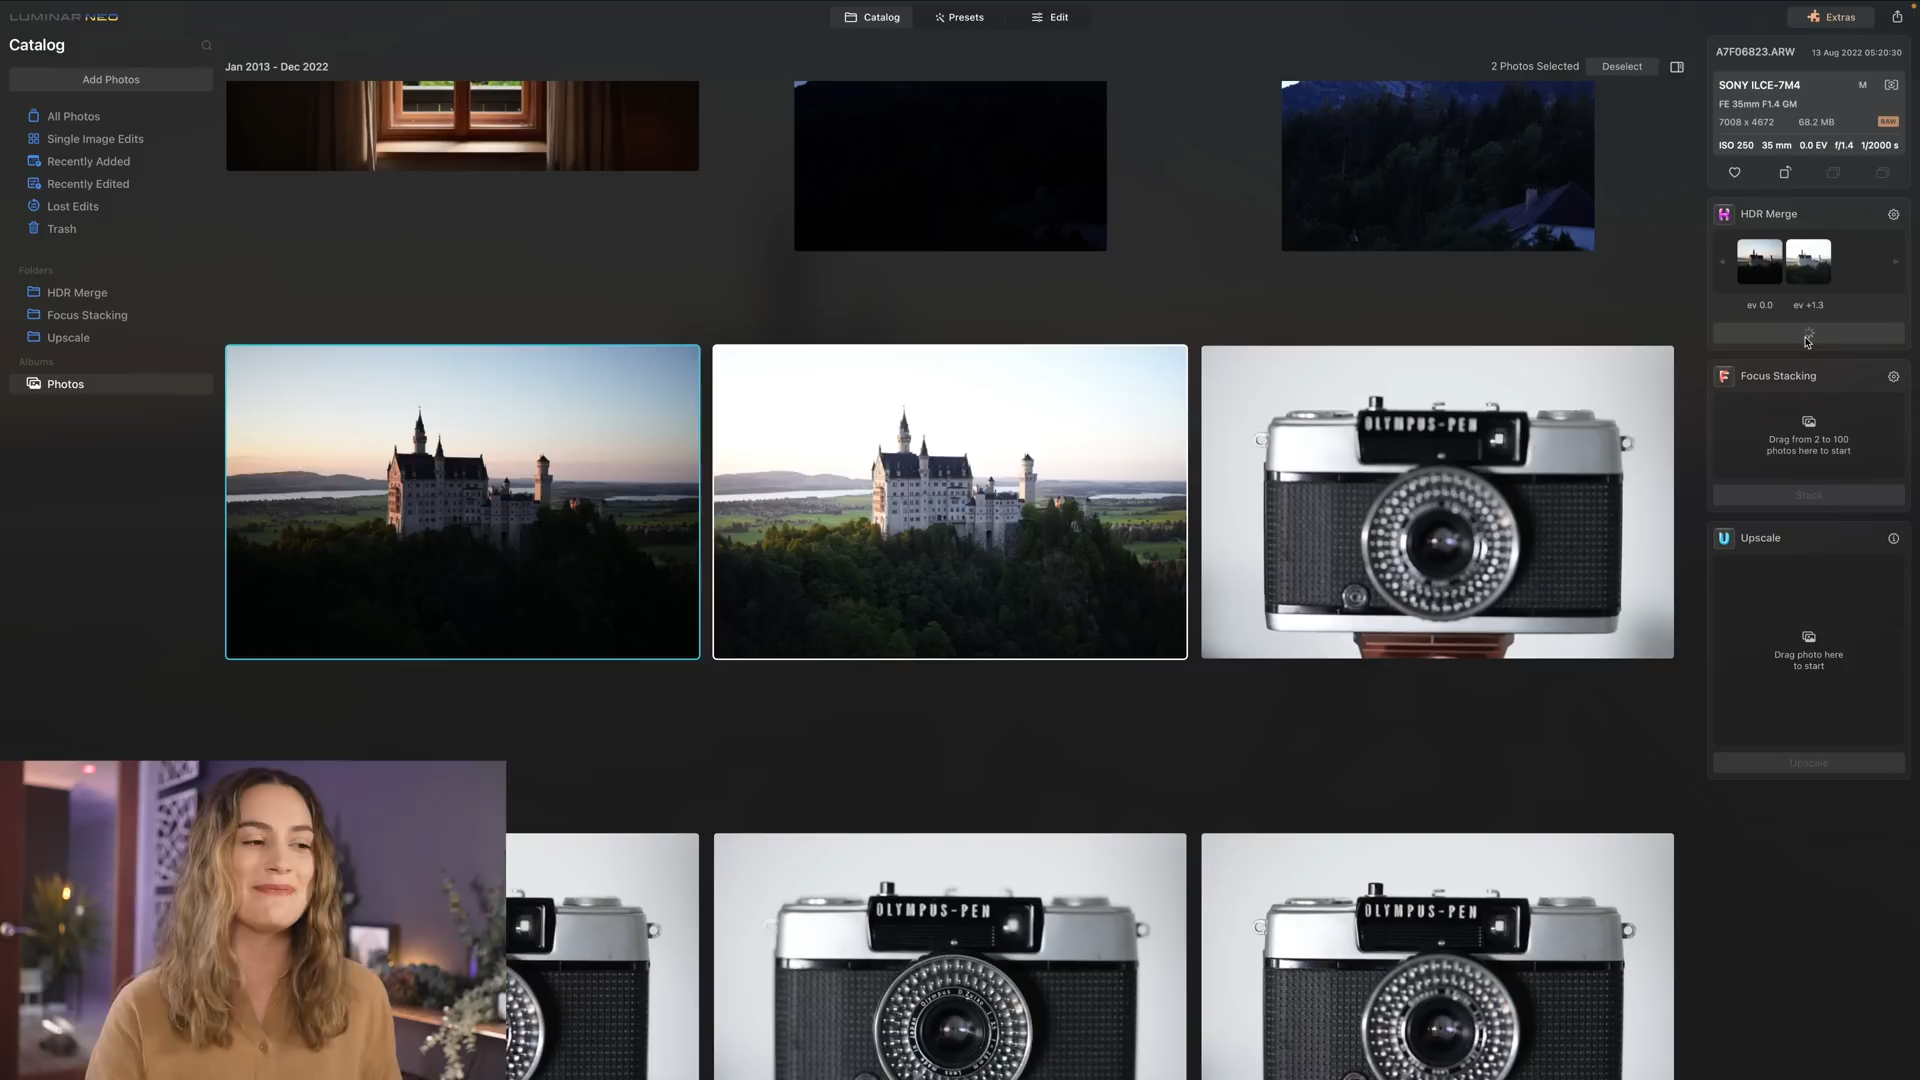 LUMINAR NEO
Catalog
Presets
Edit
Extras
Catalog
Add Photos
All Photos
Single Image Edits
Recently Added
Recently Edited
Lost Edits
Trash
Folders
HDR Merge
Focus Stacking
Upscale
Albums
Photos
Jan 2013 - Dec 2022
2 Photos Selected
Deselect
OLYMPUS-PEN
OLYMPUS-PEN
OLYMPUS-PEN
A7F06823.ARW 13 Aug 2022 05:20:30
SONY ILCE-7M4 M
FE 35mm F1.4 GM
7008 x 4672 68.2 MB RAW
ISO 250 35 mm 0.0 EV f/1.4 1/2000 s
HDR Merge
ev 0.0 ev +1.3
Focus Stacking
Drag from 2 to 100
photos here to start
Stack
Upscale
Drag photo here
to start
Upscale